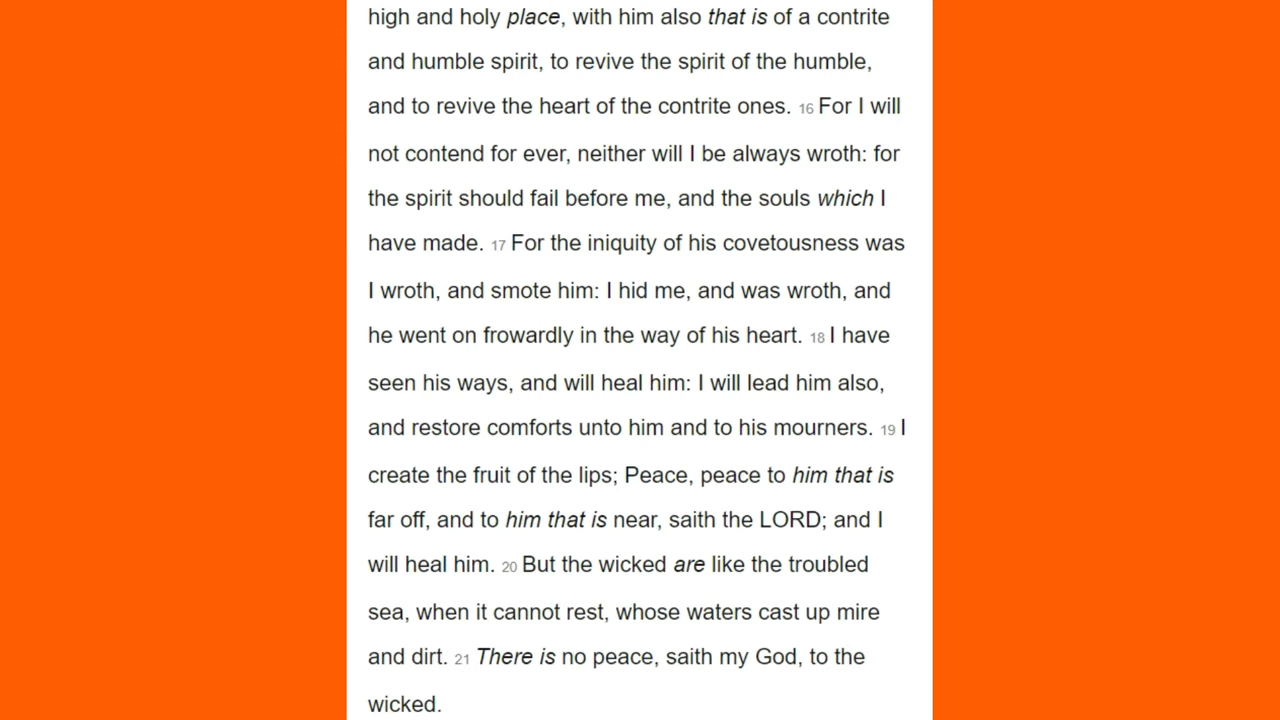 high and holy place, with him also that is of a contrite
and humble spirit, to revive the spirit of the humble,
and to revive the heart of the contrite ones. 16 For I will
not contend for ever, neither will I be always wroth: for
the spirit should fail before me, and the souls which I
have made. 17 For the iniquity of his covetousness was
I wroth, and smote him: I hid me, and was wroth, and
he went on frowardly in the way of his heart. 18 I have
seen his ways, and will heal him: I will lead him also,
and restore comforts unto him and to his mourners. 19 I
create the fruit of the lips; Peace, peace to him that is
far off, and to him that is near, saith the LORD; and I
will heal him. 20 But the wicked are like the troubled
sea, when it cannot rest, whose waters cast up mire
and dirt. 21 There is no peace, saith my God, to the
wicked.